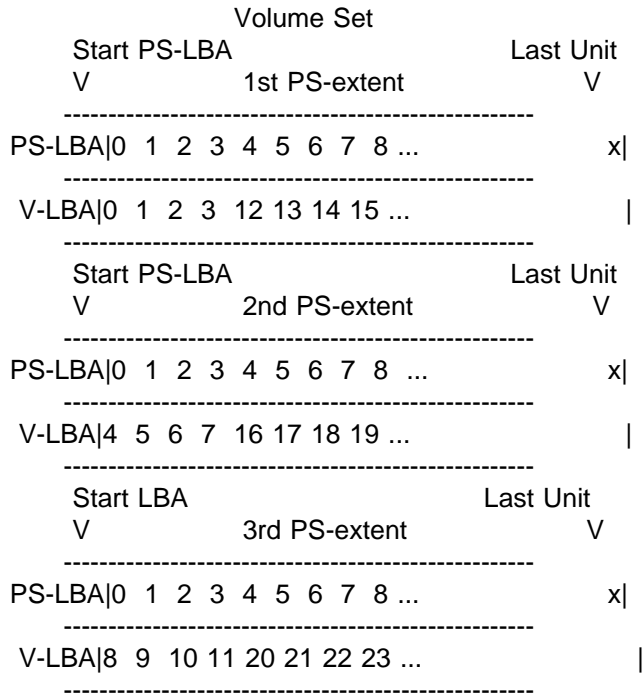 Volume Set
Start PS-LBA Last Unit
V 1st PS-extent V
----------------------------------------------------
PS-LBA|0 1 2 3 4 5 6 7 8 ... x|
----------------------------------------------------
V-LBA|0 1 2 3 12 13 14 15 ... |
----------------------------------------------------
Start PS-LBA Last Unit
V 2nd PS-extent V
----------------------------------------------------
PS-LBA|0 1 2 3 4 5 6 7 8 ... x|
----------------------------------------------------
V-LBA|4 5 6 7 16 17 18 19 ... |
----------------------------------------------------
Start LBA Last Unit
V 3rd PS-extent V
----------------------------------------------------
PS-LBA|0 1 2 3 4 5 6 7 8 ... x|
----------------------------------------------------
V-LBA|8 9 10 11 20 21 22 23 ... |
----------------------------------------------------